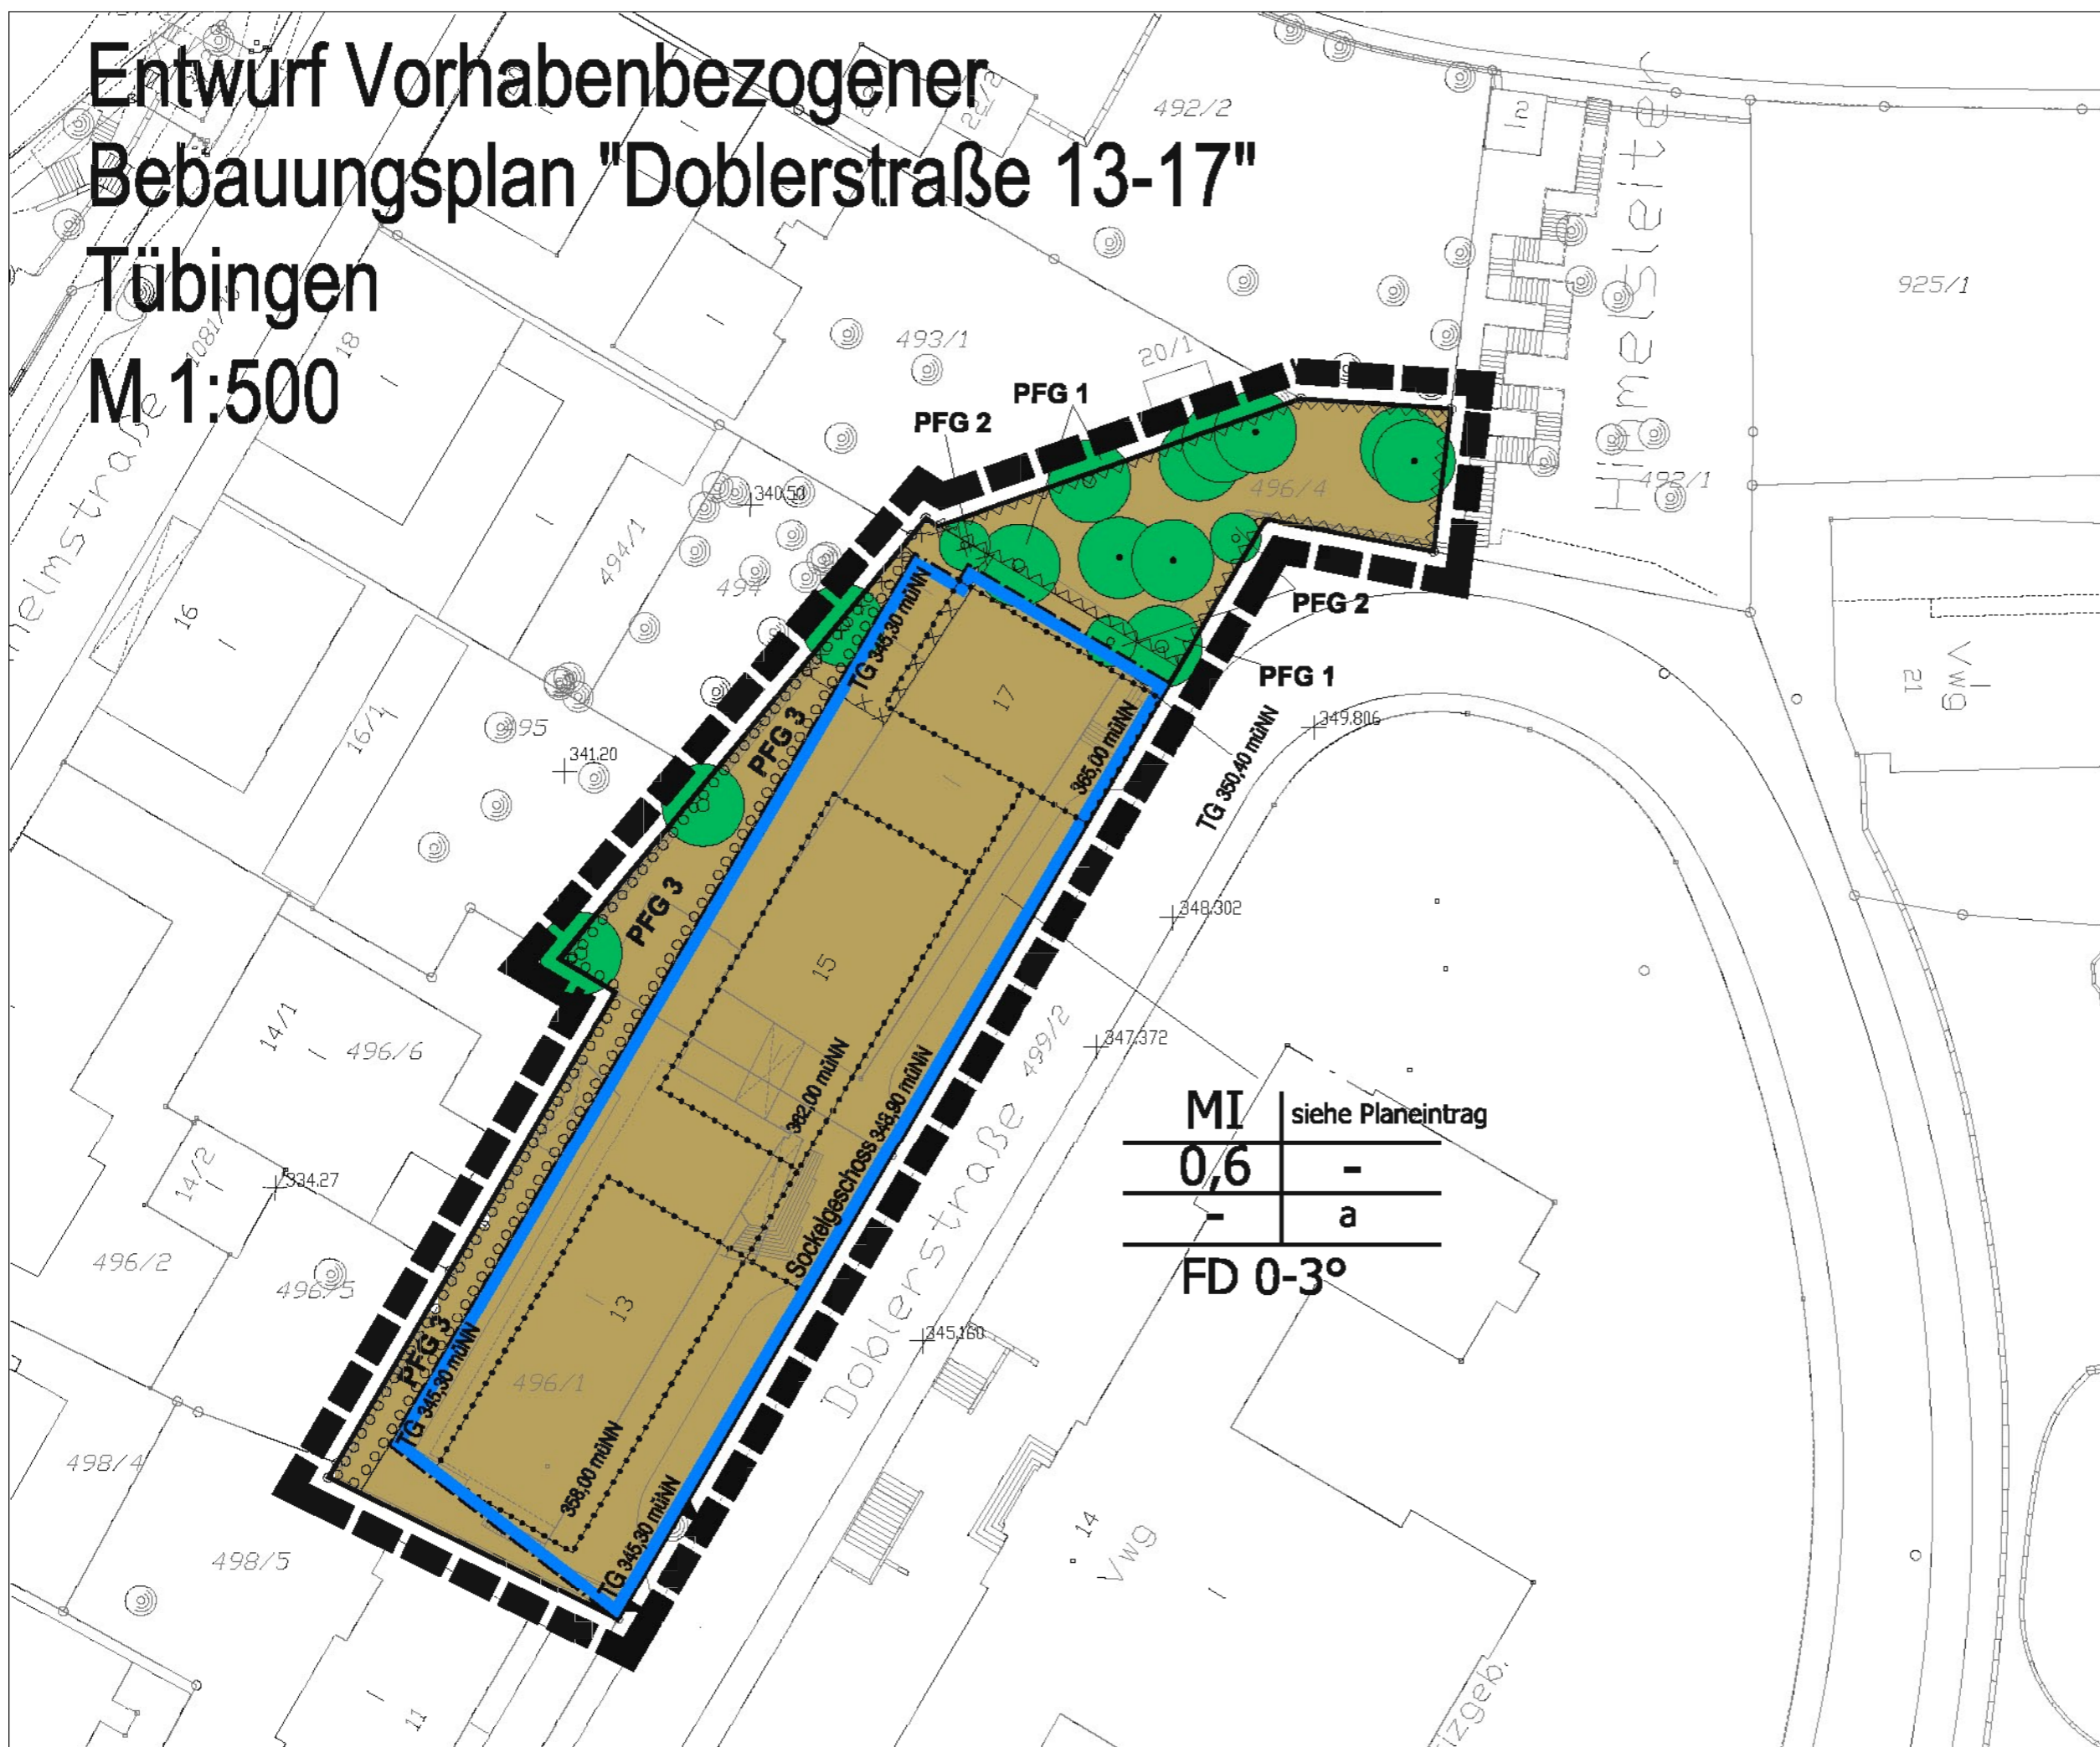 Entwurf Vorhabenbezogener
Bebauungsplan "Doblerstraße 13-17"
Tübingen
M 1:500
492/2
12
925/1
Himmelsleite
493/1
20/1
18
PFG 1
PFG 2
340.50
496/4
492/1
494/1
494
16
PFG 2
PFG 1
TG 345,30 müNN
17
Vwg
21
PFG 3
365,00 müNN
TG 350,40 müNN
349.806
16/1
495
341.20
PFG 3
348.302
15
14/1
496/6
499/2
347.372
362,00 müNN
Sockelgeschoss 348,90 müNN
MI
siehe Planeintrag
0,6
-
-
a
FD 0-3°
14/2
334.27
496/2
496/5
13
Doblerstraße
345.160
PFG 3
TG 345,30 müNN
496/1
358,00 müNN
TG 345,30 müNN
498/4
498/5
14
Vwg
11